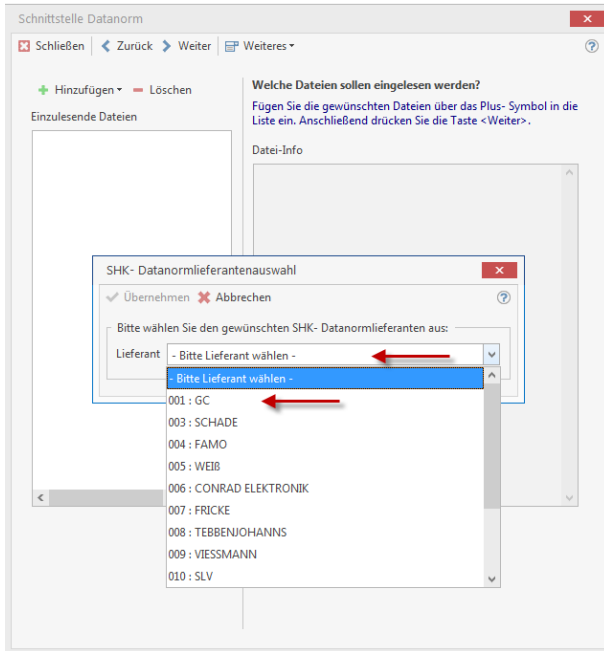 Schnittstelle Datanorm
Schließen Zurück Weiter Weiteres
Hinzufügen Löschen
Einzulesende Dateien
Welche Dateien sollen eingelesen werden?
Fügen Sie die gewünschten Dateien über das Plus- Symbol in die
Liste ein. Anschließend drücken Sie die Taste <Weiter>.
Datei-Info
SHK- Datanormlieferantenauswahl
Übernehmen Abbrechen
Bitte wählen Sie den gewünschten SHK- Datanormlieferanten aus:
Lieferant - Bitte Lieferant wählen -
- Bitte Lieferant wählen -
001 : GC
003 : SCHADE
004 : FAMO
005 : WEIß
006 : CONRAD ELEKTRONIK
007 : FRICKE
008 : TEBBENJOHANNS
009 : VIESSMANN
010 : SLV